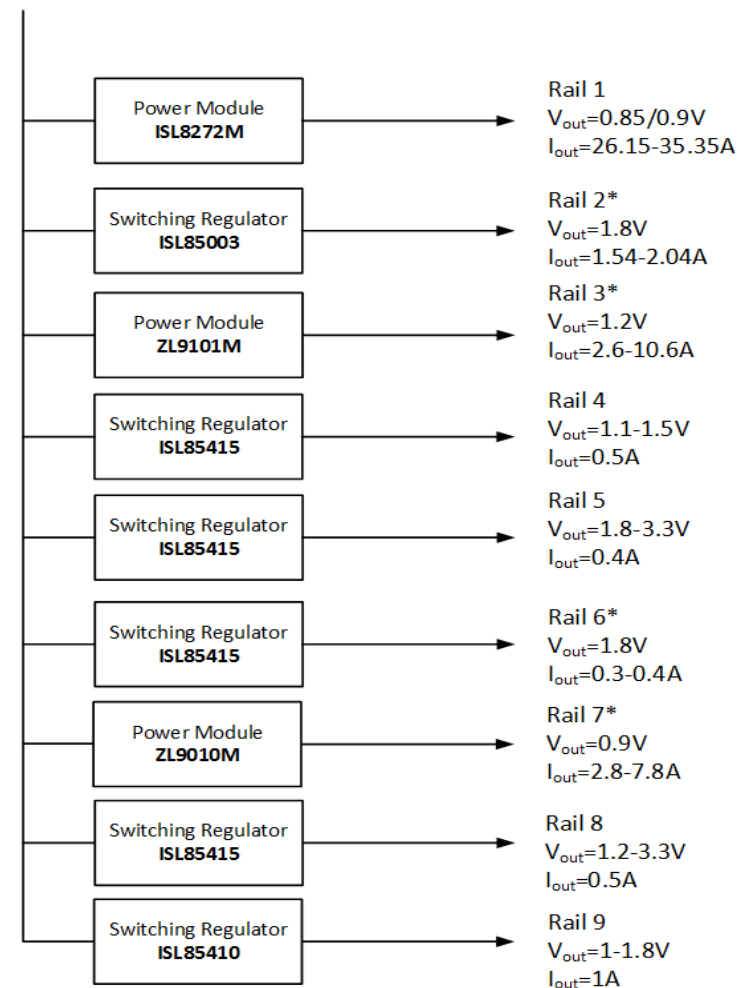 Power Module
ISL8272M
Rail 1
Vout=0.85/0.9V
Iout=26.15-35.35A
Switching Regulator
ISL85003
Rail 2*
Vout=1.8V
Iout=1.54-2.04A
Power Module
ZL9101M
Rail 3*
Vout=1.2V
Iout=2.6-10.6A
Switching Regulator
ISL85415
Rail 4
Vout=1.1-1.5V
Iout=0.5A
Switching Regulator
ISL85415
Rail 5
Vout=1.8-3.3V
Iout=0.4A
Switching Regulator
ISL85415
Rail 6*
Vout=1.8V
Iout=0.3-0.4A
Power Module
ZL9010M
Rail 7*
Vout=0.9V
Iout=2.8-7.8A
Switching Regulator
ISL85415
Rail 8
Vout=1.2-3.3V
Iout=0.5A
Switching Regulator
ISL85410
Rail 9
Vout=1-1.8V
Iout=1A